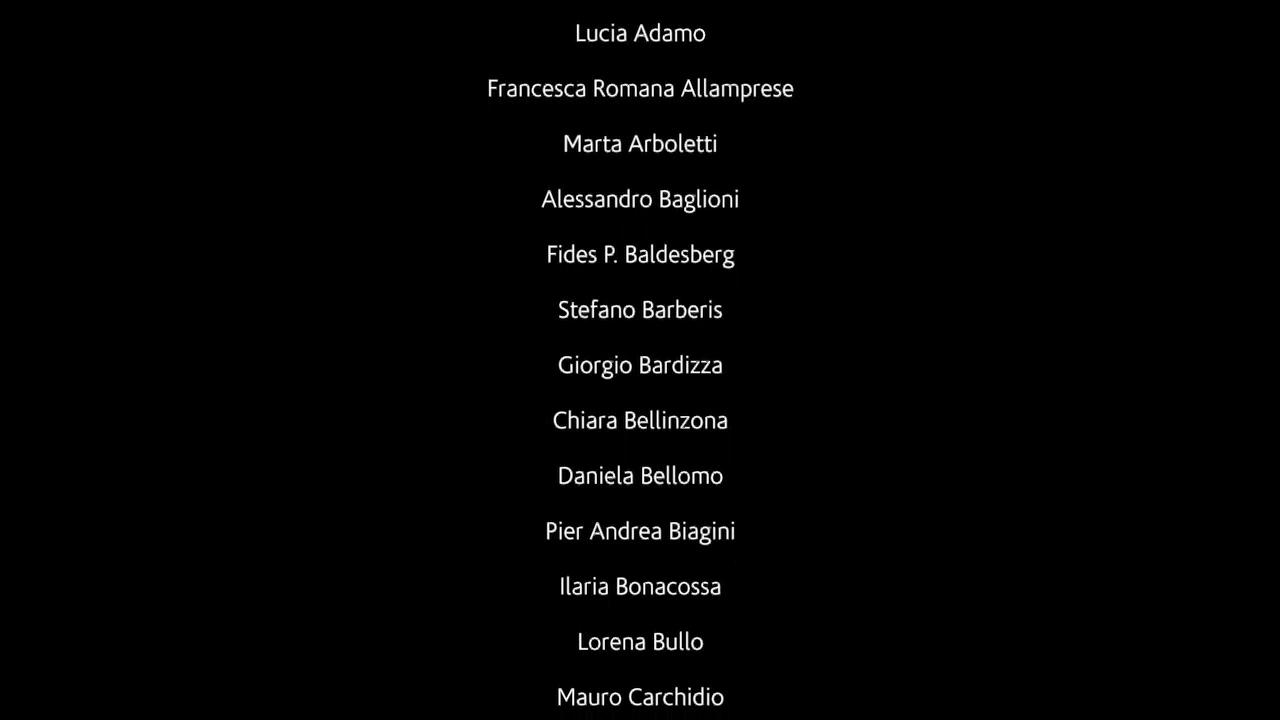 Lucia Adamo
Francesca Romana Allamprese
Marta Arboletti
Alessandro Baglioni
Fides P. Baldesberg
Stefano Barberis
Giorgio Bardizza
Chiara Bellinzona
Daniela Bellomo
Pier Andrea Biagini
Ilaria Bonacossa
Lorena Bullo
Mauro Carchidio